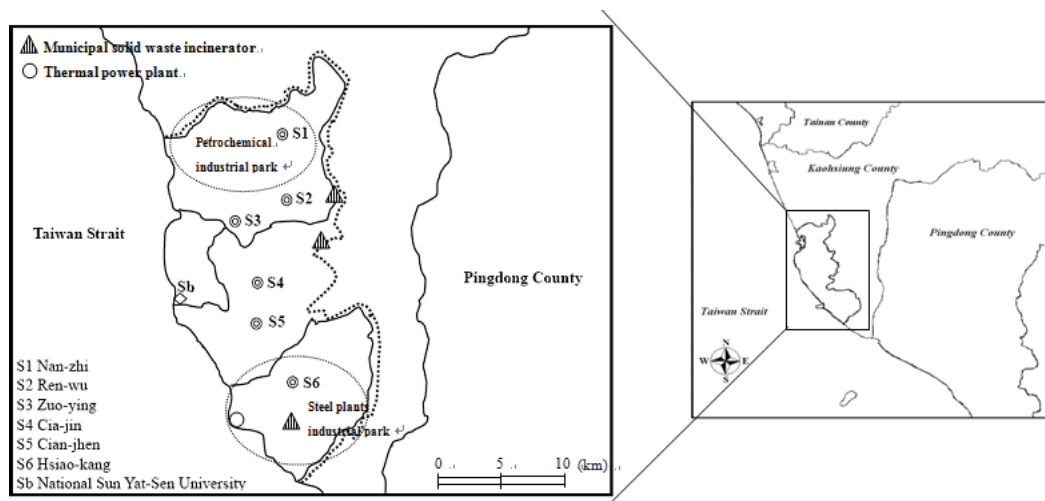 Municipal solid waste incinerator
Thermal power plant
S1
Petrochemical
industrial park
S2
S3
Taiwan Strait
Sb
S4
Pingdong County
S5
S6
Steel plants
industrial park
S1 Nan-zhi
S2 Ren-wu
S3 Zuo-ying
S4 Cia-jin
S5 Cian-jhen
S6 Hsiao-kang
Sb National Sun Yat-Sen University
0 5 10 (km)
Tainan County
Kaohxiung County
Pingdong County
Taiwan Strait
N
W E
S